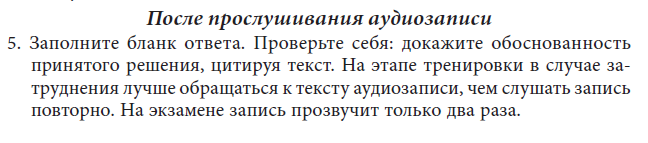 После прослушивания аудиозаписи
5. Заполните бланк ответа. Проверьте себя: докажите обоснованность
принятого решения, цитируя текст. На этапе тренировки в случае за-
труднения лучше обращаться к тексту аудиозаписи, чем слушать запись
повторно. На экзамене запись прозвучит только два раза.